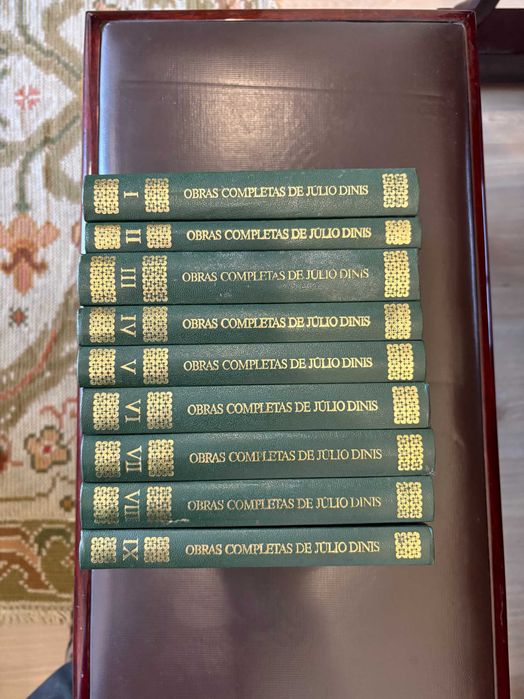 I OBRAS COMPLETAS DE JÚLIO DINIS
II OBRAS COMPLETAS DE JÚLIO DINIS
III OBRAS COMPLETAS DE JÚLIO DINIS
IV OBRAS COMPLETAS DE JÚLIO DINIS
V OBRAS COMPLETAS DE JÚLIO DINIS
VI OBRAS COMPLETAS DE JÚLIO DINIS
VII OBRAS COMPLETAS DE JÚLIO DINIS
VIII OBRAS COMPLETAS DE JÚLIO DINIS
IX OBRAS COMPLETAS DE JÚLIO DINIS